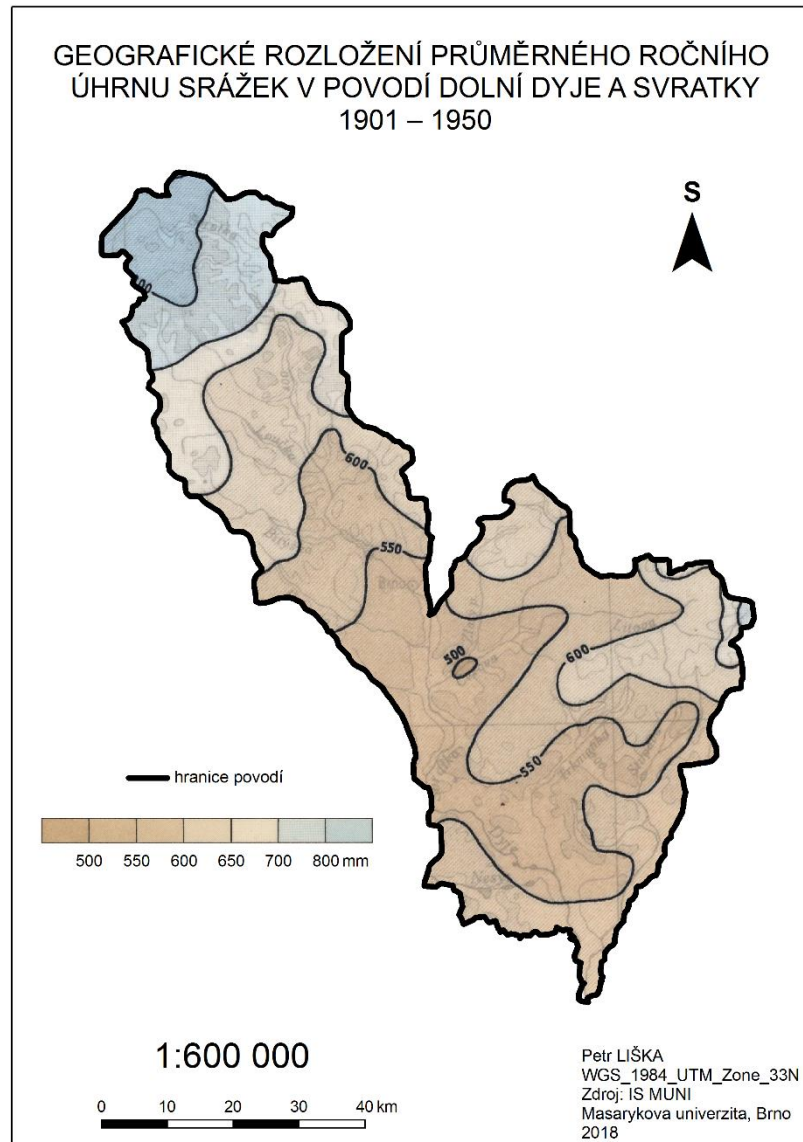 GEOGRAFICKÉ ROZLOŽENÍ PRŮMĚRNÉHO ROČNÍHO
ÚHRNU SRÁŽEK V POVODÍ DOLNÍ DYJE A SVRATKY
1901 – 1950
S
600
550
500
600
550
hranice povodí
500 550 600 650 700 800 mm
1:600 000
0 10 20 30 40 km
Petr LIŠKA
WGS_1984_UTM_Zone_33N
Zdroj: IS MUNI
Masarykova univerzita, Brno
2018